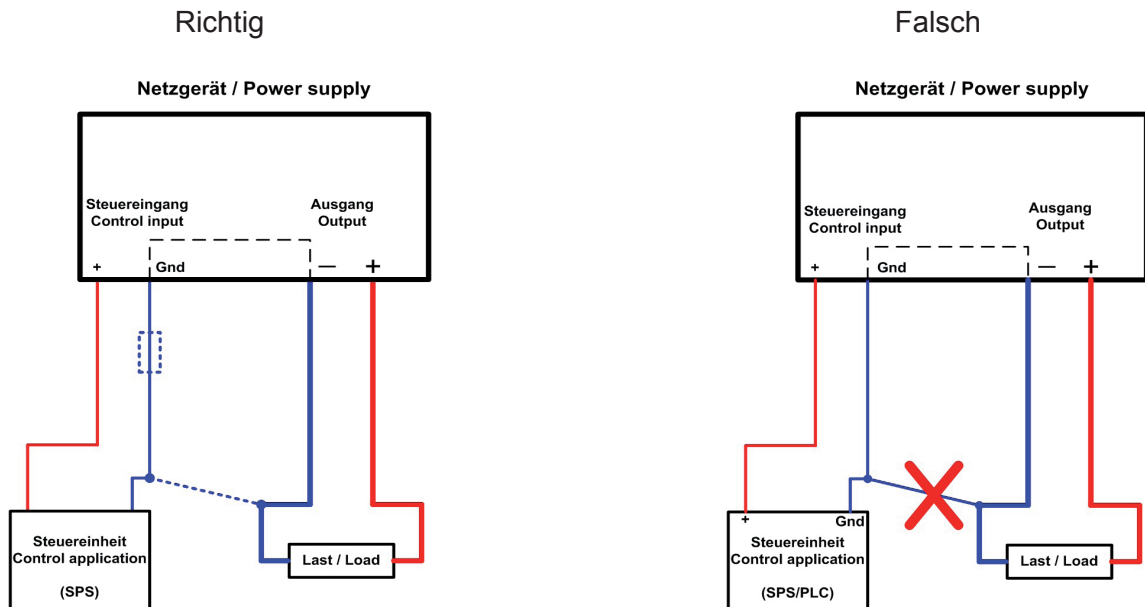 Richtig
Netzgerät / Power supply
Steuereingang
Control input
Ausgang
Output
+
Gnd
—
+
Steuereinheit
Control application
(SPS)
Last / Load
Falsch
Netzgerät / Power supply
Steuereingang
Control input
Ausgang
Output
+
Gnd
—
+
+
Gnd
Steuereinheit
Control application
(SPS/PLC)
Last / Load